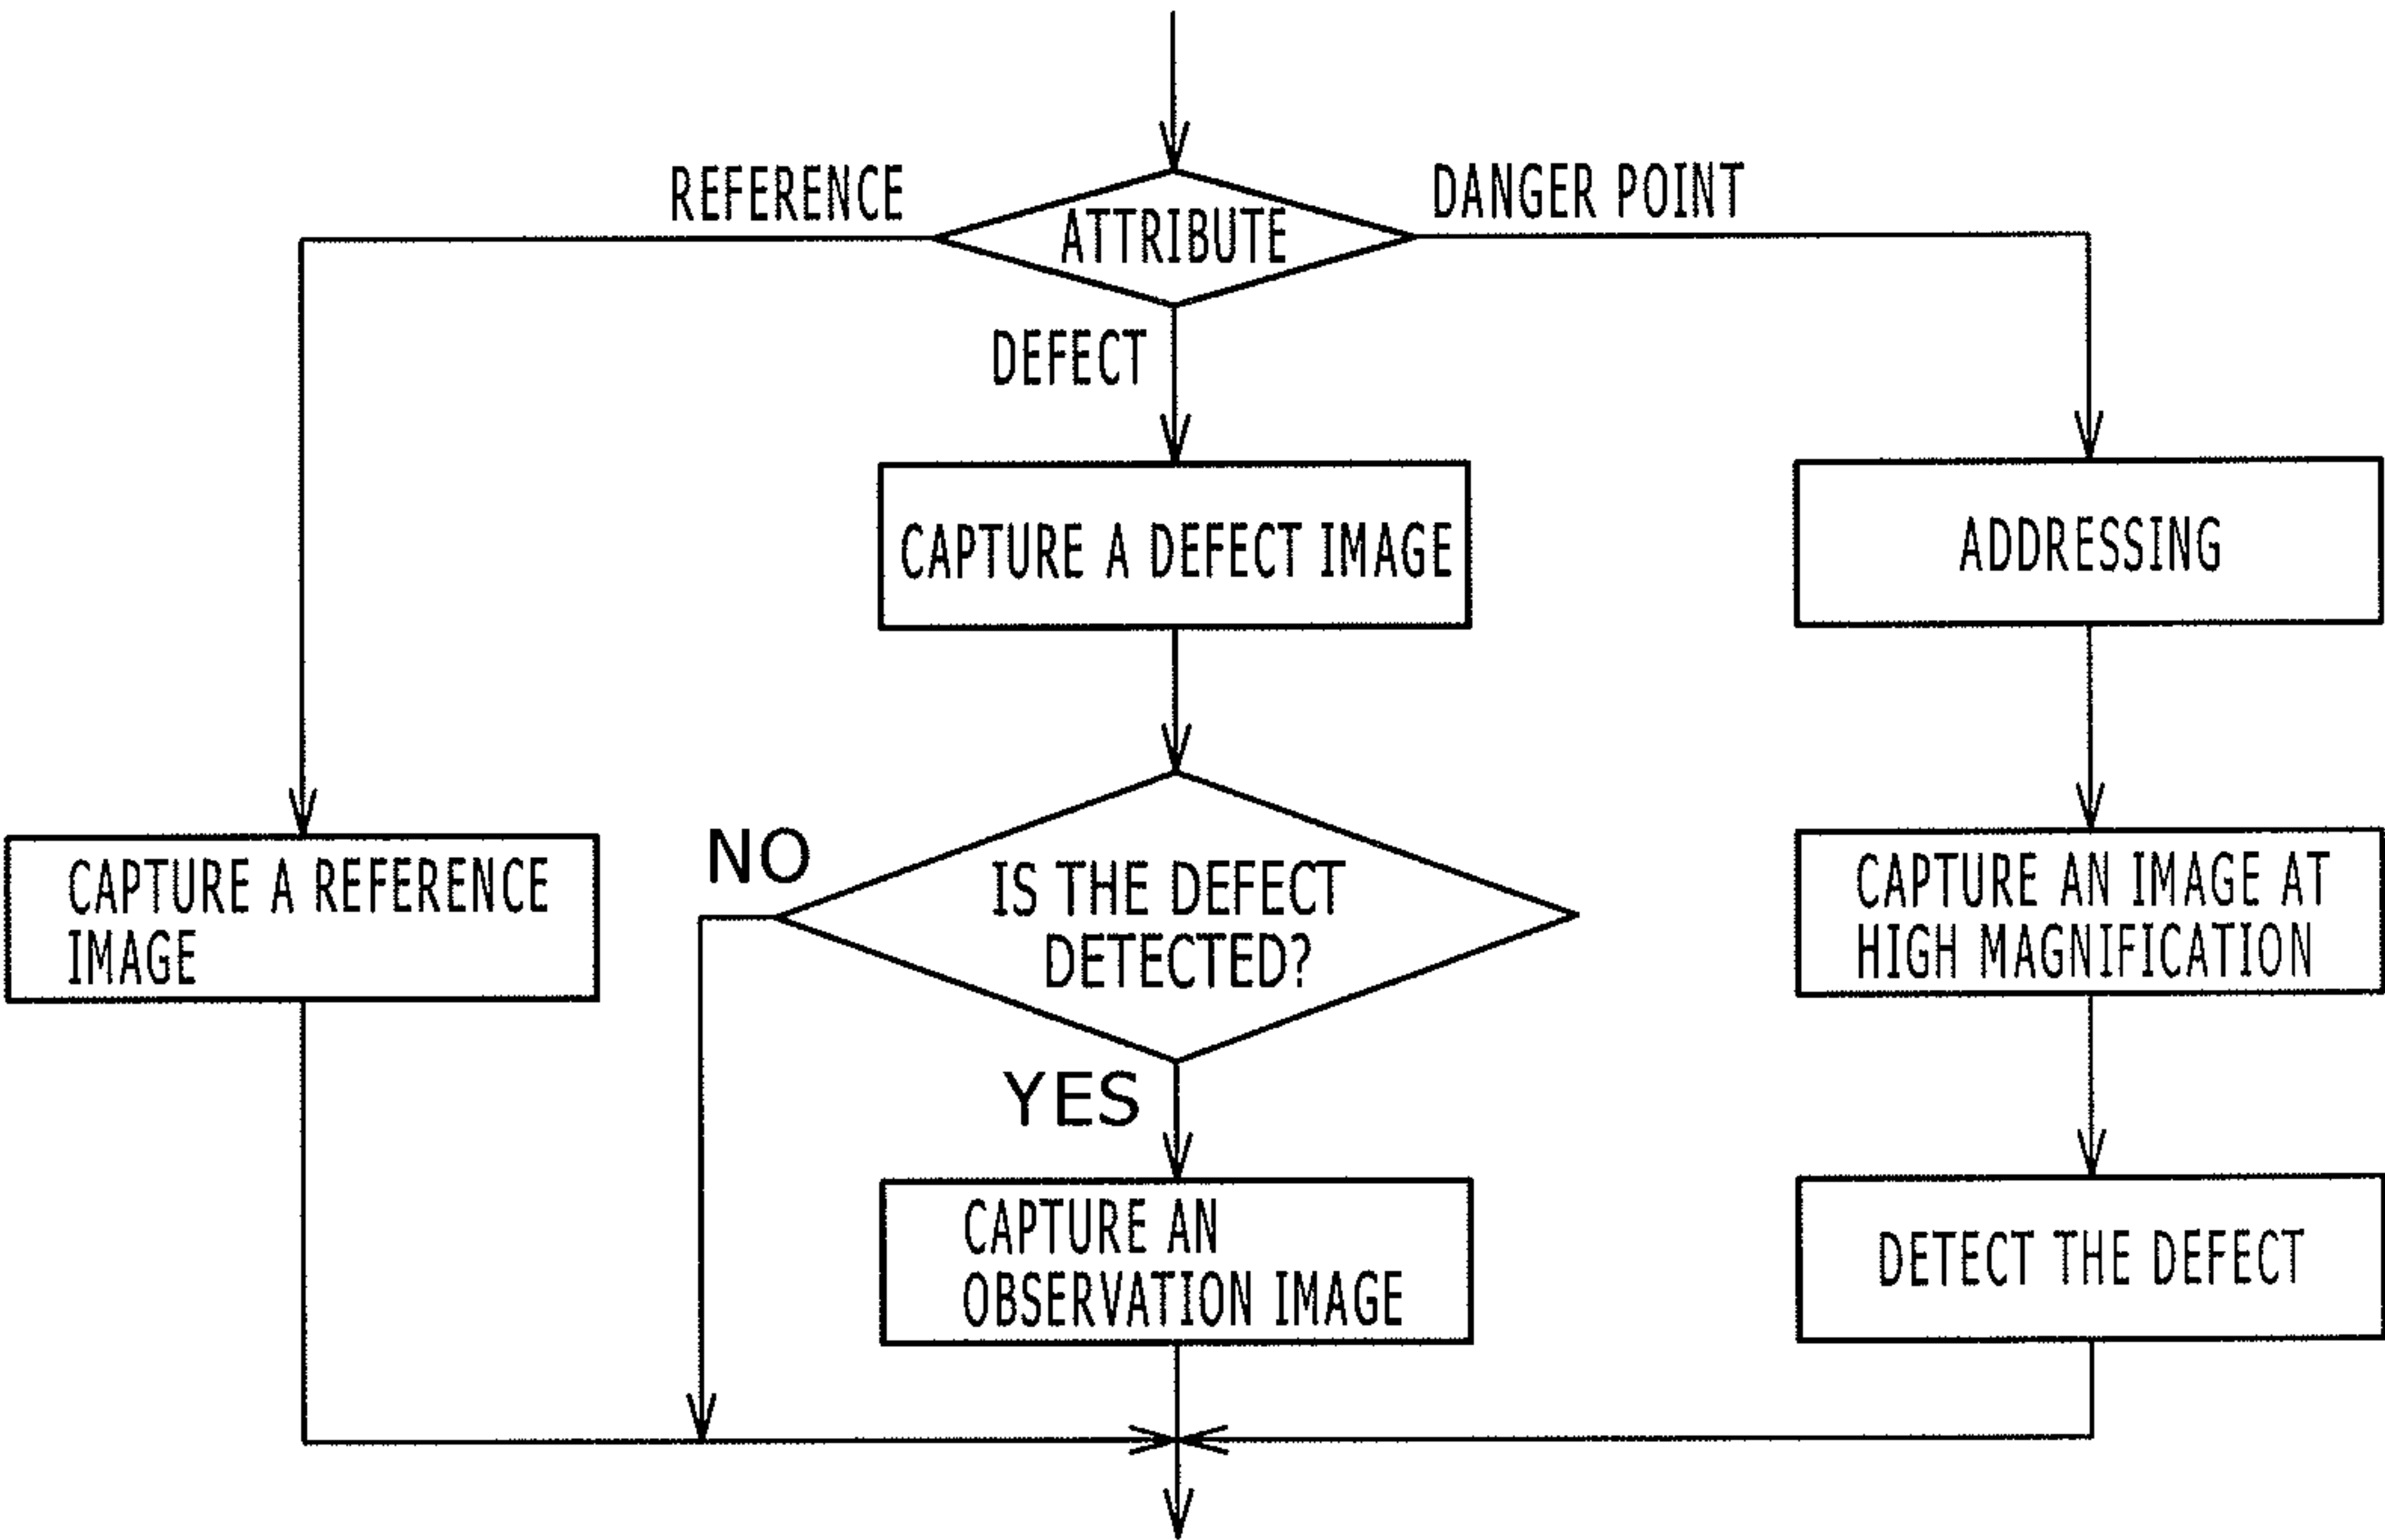 REFERENCE
ATTRIBUTE
DANGER POINT
DEFECT
CAPTURE A DEFECT IMAGE
ADDRESSING
NO
CAPTURE A REFERENCE
IMAGE
IS THE DEFECT
DETECTED?
CAPTURE AN IMAGE AT
HIGH MAGNIFICATION
YES
CAPTURE AN
OBSERVATION IMAGE
DETECT THE DEFECT